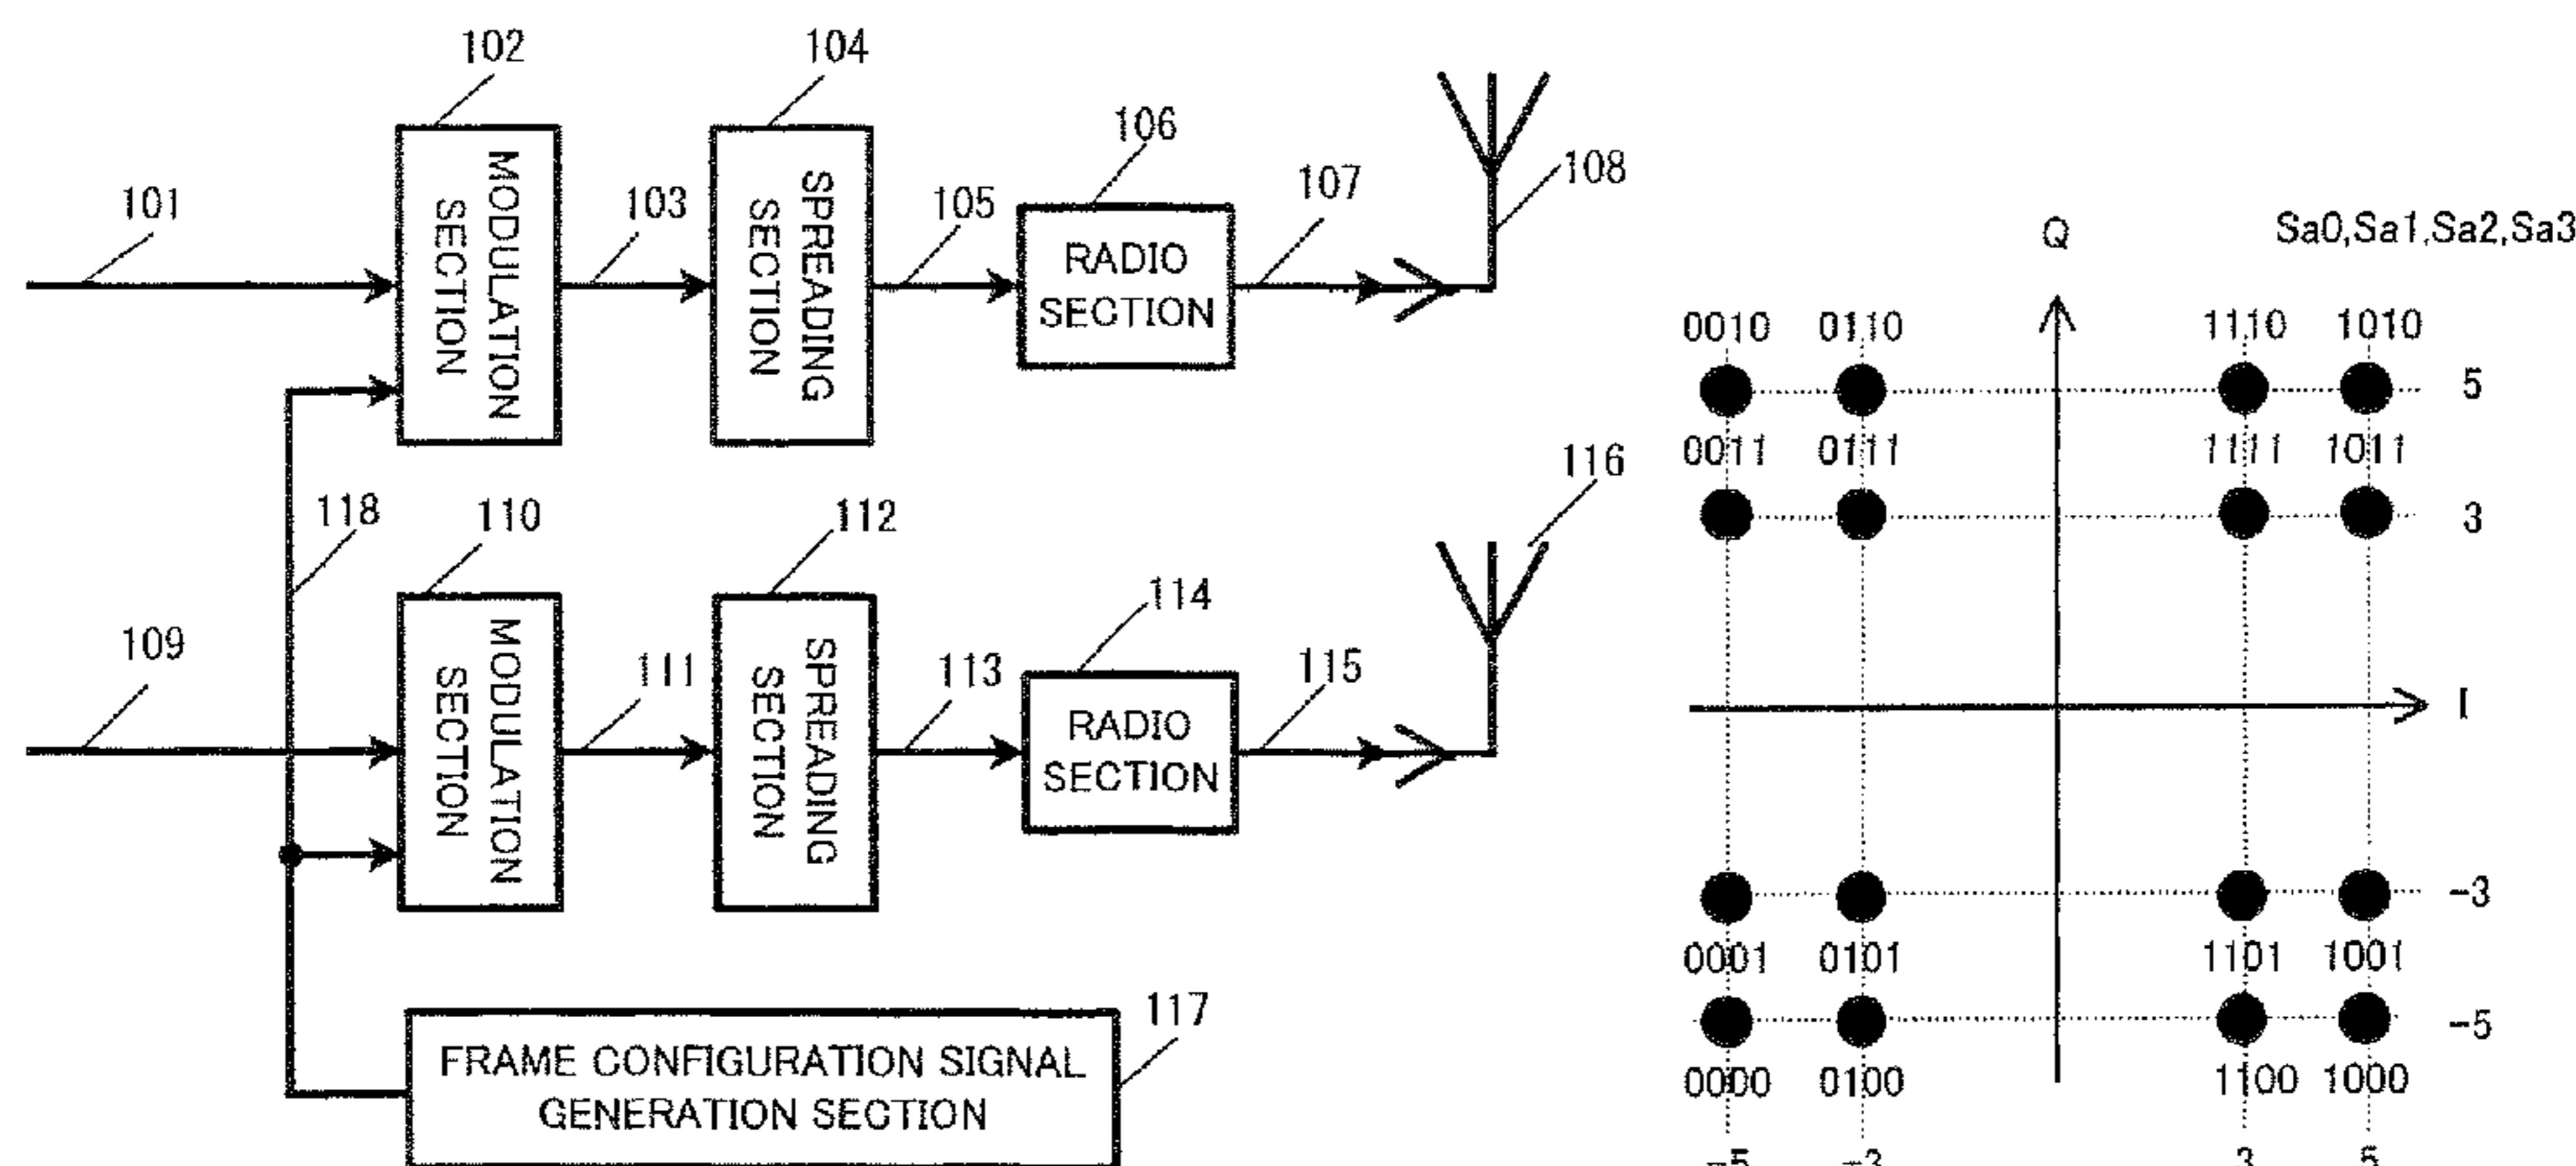 102
104
106
107
108
101
103
105
MODULATION
SECTION
SPREADING
SECTION
RADIO
SECTION
118
110
112
114
116
109
111
113
115
MODULATION
SECTION
SPREADING
SECTION
RADIO
SECTION
117
FRAME CONFIGURATION SIGNAL
GENERATION SECTION
Q
Sa0,Sa1,Sa2,Sa3
0010 0110 1110 1010
5
0011 0111 1111 1011
3
I
-3
0001 0101 1101 1001
-5
0000 0100 1100 1000
-5 -3 3 5